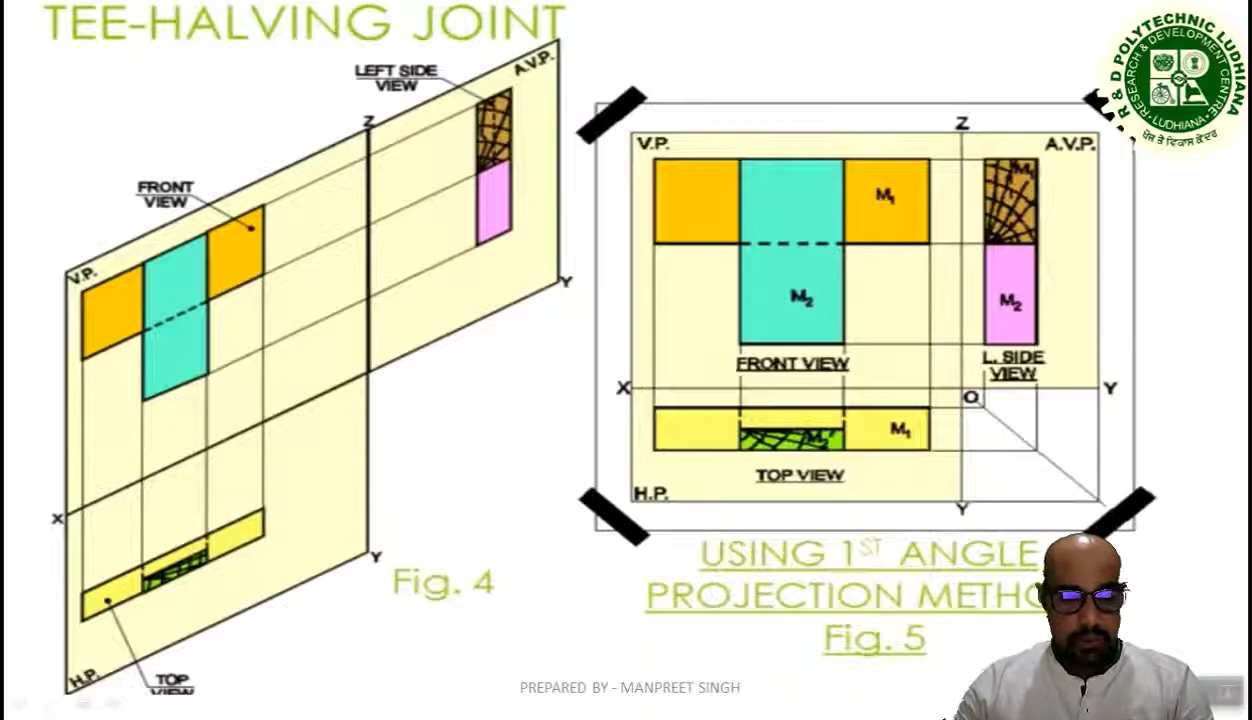 TEE-HALVING JOINT
LEFT SIDE
VIEW
A.V.P.
Z
FRONT
VIEW
V.P.
Y
X
Y
H.P.
TOP
VIEW
Fig. 4
Z
V.P.
A.V.P.
M1
M1
M2
M2
FRONT VIEW
L. SIDE
VIEW
X
Y
O
M2
M1
TOP VIEW
H.P.
Y
USING 1ST ANGLE
PROJECTION METHO
Fig. 5
PREPARED BY - MANPREET SINGH
R & D POLYTECHNIC LUDHIANA
RESEARCH & DEVELOPMENT CENTRE
LUDHIANA